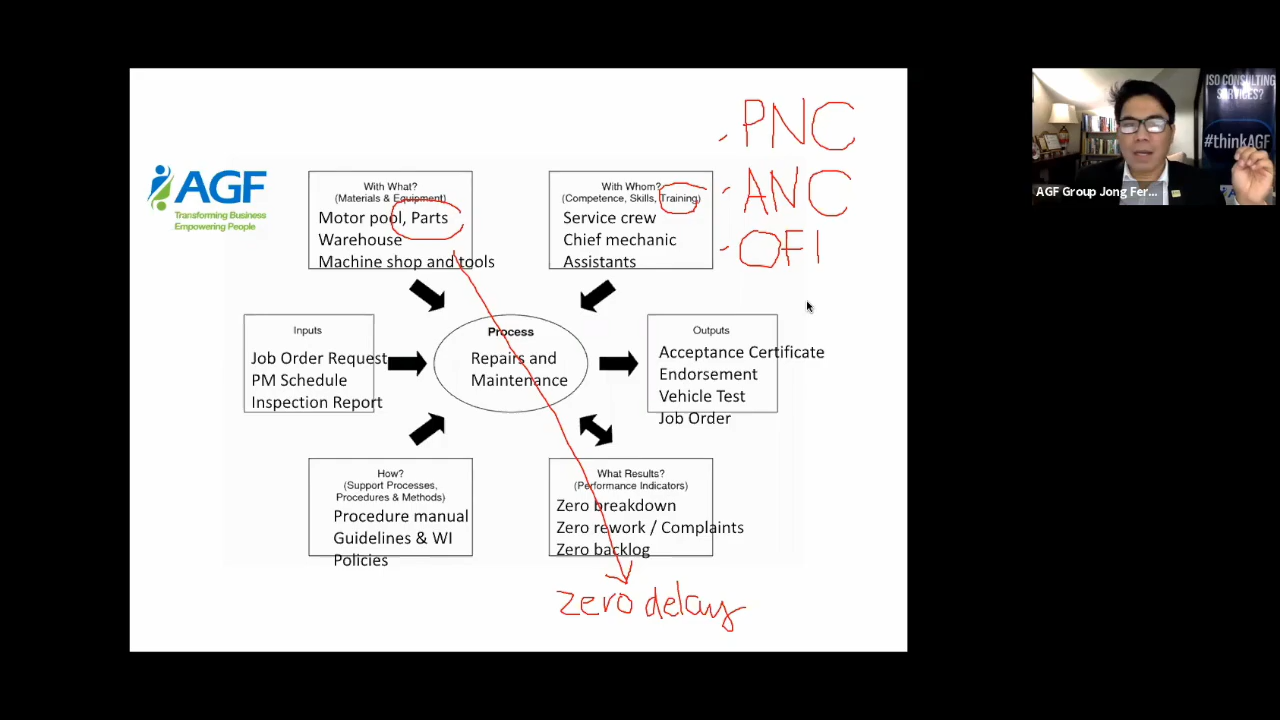 AGF
Transforming Business
Empowering People
With What?
(Materials & Equipment)
Motor pool, Parts
Warehouse
Machine shop and tools
With Whom?
(Competence, Skills, Training)
Service crew
Chief mechanic
Assistants
- PNC
- ANC
- OFI
Inputs
Job Order Request
PM Schedule
Inspection Report
Process
Repairs and
Maintenance
Outputs
Acceptance Certificate
Endorsement
Vehicle Test
Job Order
How?
(Support Processes,
Procedures & Methods)
Procedure manual
Guidelines & WI
Policies
What Results?
(Performance Indicators)
Zero breakdown
Zero rework / Complaints
Zero backlog
zero delay
ISO CONSULTING
SERVICES?
#thinkAGF
AGF Group Jong Fer...